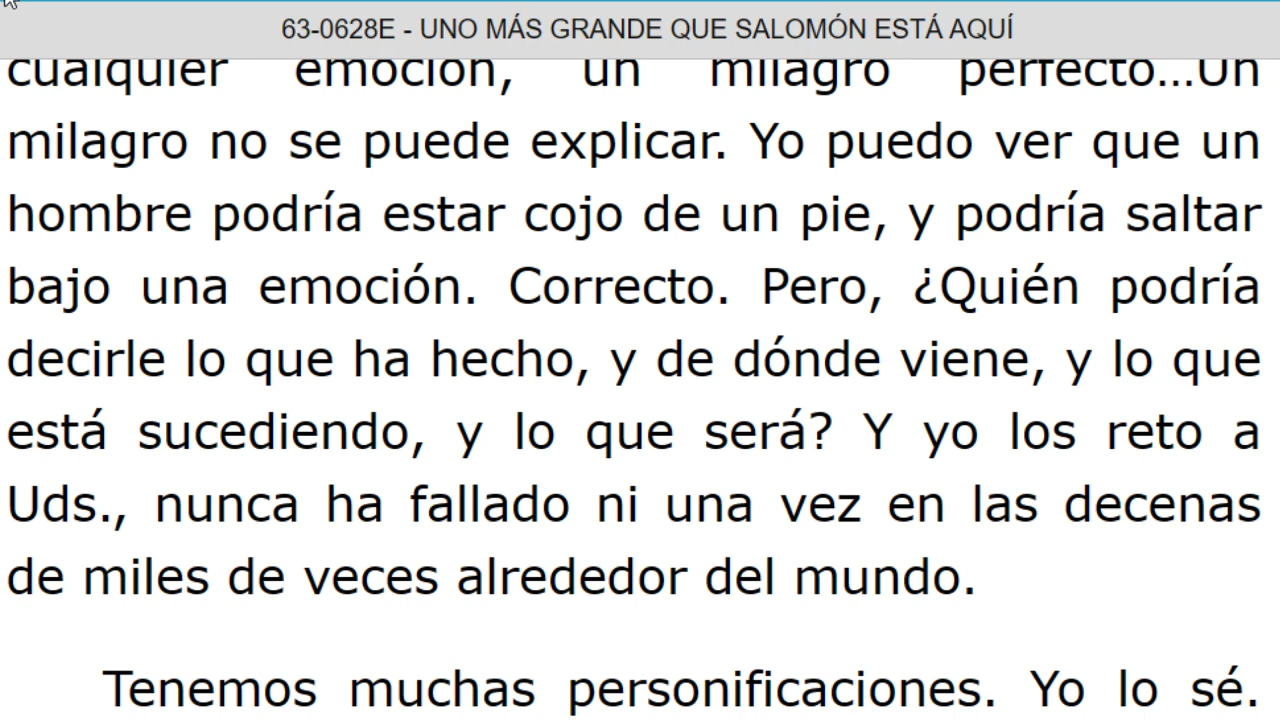 63-0628E - UNO MÁS GRANDE QUE SALOMÓN ESTÁ AQUÍ
cualquier emoción, un milagro perfecto...Un
milagro no se puede explicar. Yo puedo ver que un
hombre podría estar cojo de un pie, y podría saltar
bajo una emoción. Correcto. Pero, ¿Quién podría
decirle lo que ha hecho, y de dónde viene, y lo que
está sucediendo, y lo que será? Y yo los reto a
Uds., nunca ha fallado ni una vez en las decenas
de miles de veces alrededor del mundo.
Tenemos muchas personificaciones. Yo lo sé.